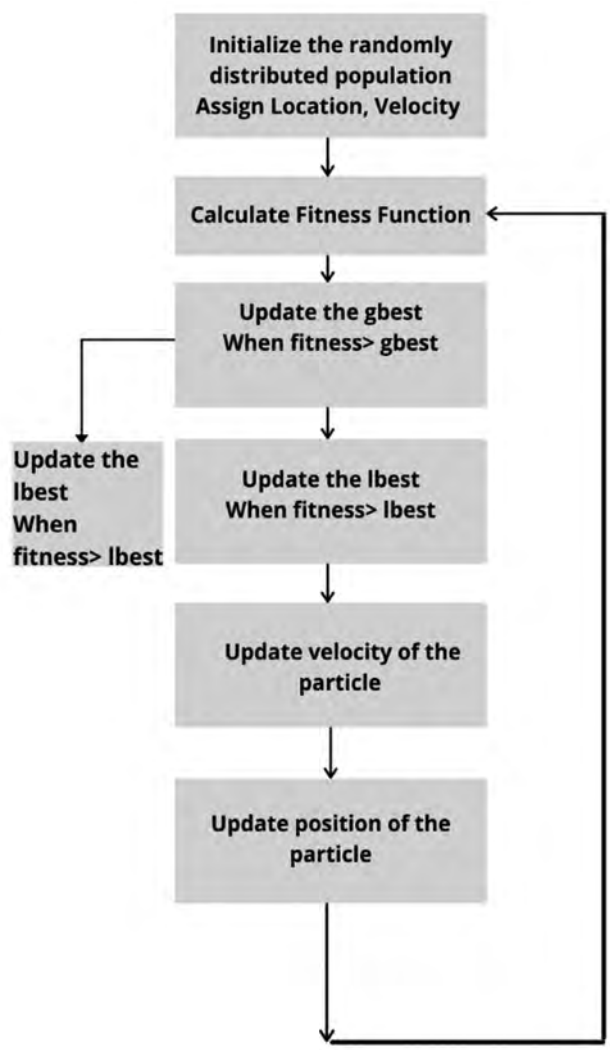 Initialize the randomly
distributed population
Assign Location, Velocity
Calculate Fitness Function
Update the gbest
When fitness> gbest
Update the
lbest
When
fitness> lbest
Update the lbest
When fitness> lbest
Update velocity of the
particle
Update position of the
particle